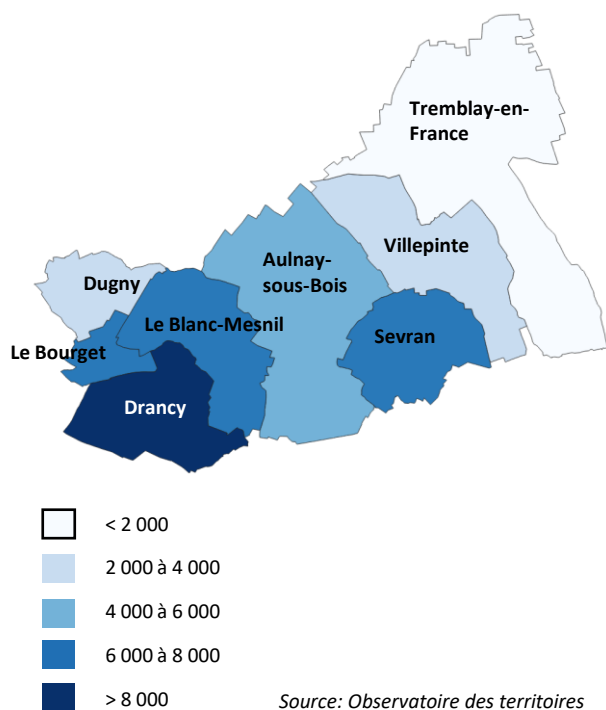 Tremblay-en-
France
Villepinte
Aulnay-
sous-Bois
Dugny
Le Blanc-Mesnil
Sevran
Le Bourget
Drancy
< 2 000
2 000 à 4 000
4 000 à 6 000
6 000 à 8 000
> 8 000
Source: Observatoire des territoires